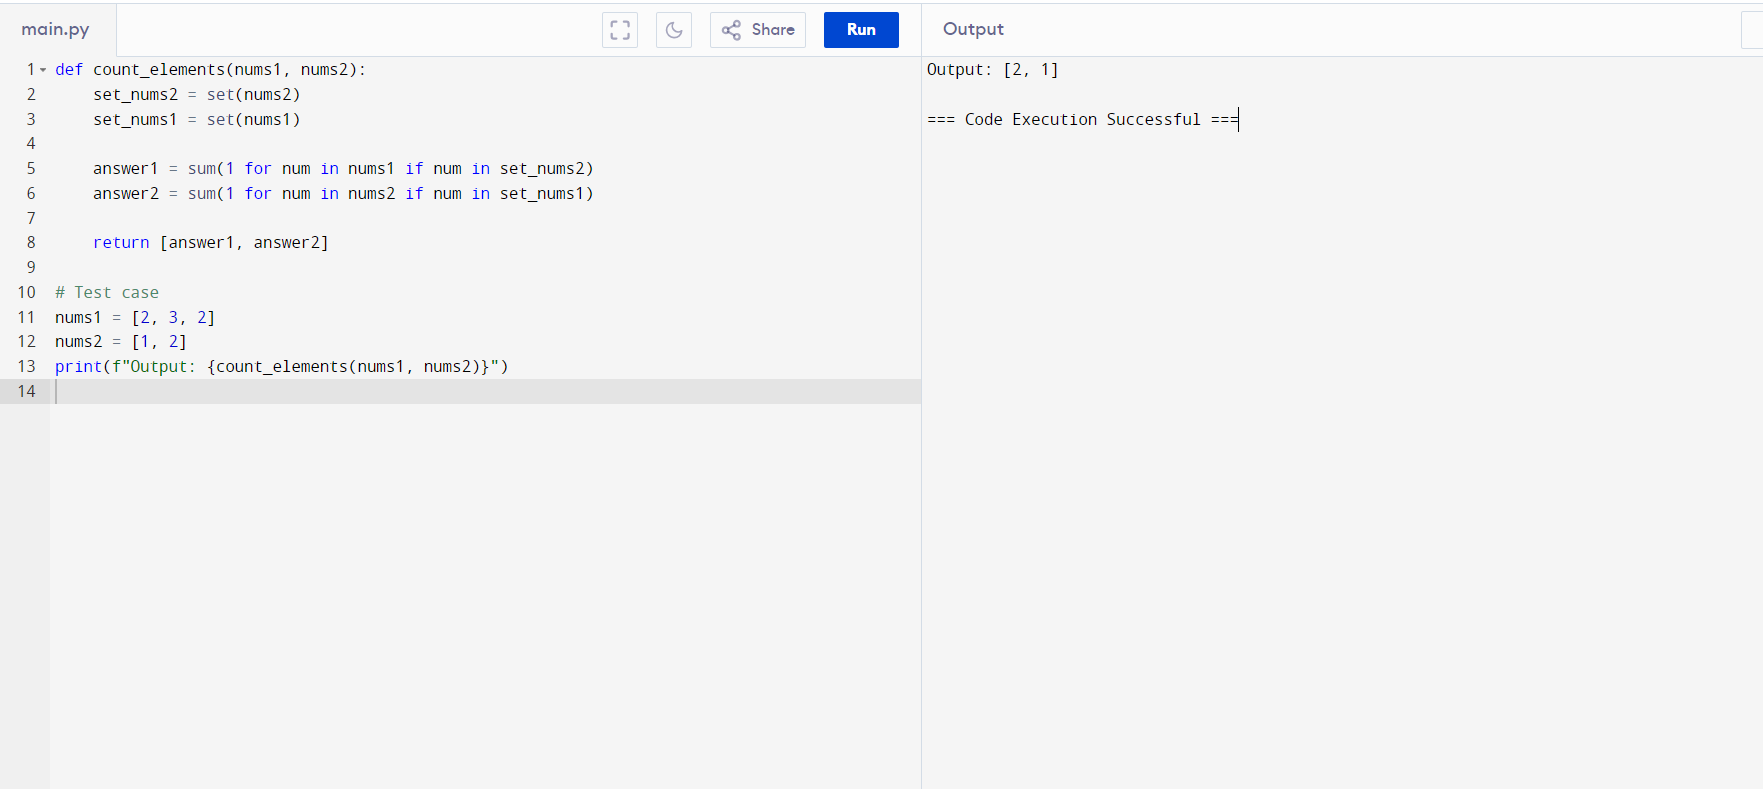 main.py
Share
Run
Output
1 def count_elements(nums1, nums2):
2     set_nums2 = set(nums2)
3     set_nums1 = set(nums1)
4
5     answer1 = sum(1 for num in nums1 if num in set_nums2)
6     answer2 = sum(1 for num in nums2 if num in set_nums1)
7
8     return [answer1, answer2]
9
10 # Test case
11 nums1 = [2, 3, 2]
12 nums2 = [1, 2]
13 print(f"Output: {count_elements(nums1, nums2)}")
14
Output: [2, 1]
=== Code Execution Successful ===